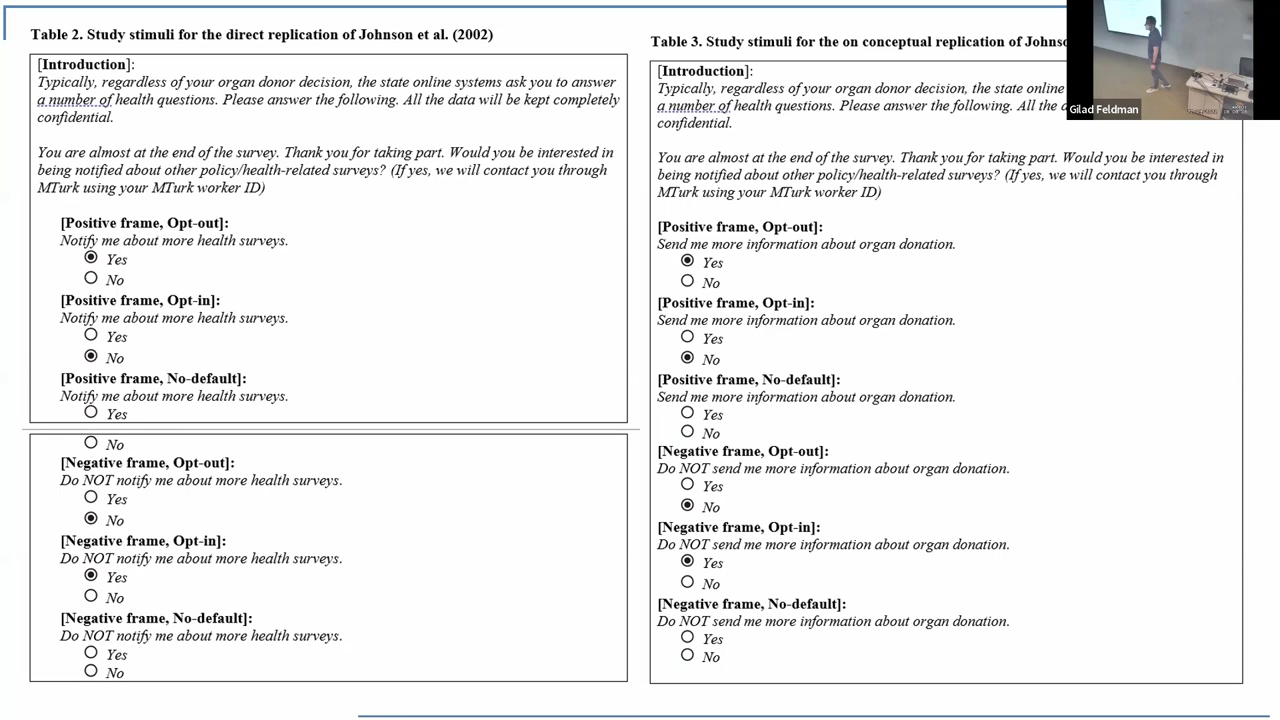 Table 2. Study stimuli for the direct replication of Johnson et al. (2002)
[Introduction]:
Typically, regardless of your organ donor decision, the state online systems ask you to answer
a number of health questions. Please answer the following. All the data will be kept completely
confidential.
You are almost at the end of the survey. Thank you for taking part. Would you be interested in
being notified about other policy/health-related surveys? (If yes, we will contact you through
MTurk using your MTurk worker ID)
[Positive frame, Opt-out]:
Notify me about more health surveys.
Yes
No
[Positive frame, Opt-in]:
Notify me about more health surveys.
Yes
No
[Positive frame, No-default]:
Notify me about more health surveys.
Yes
No
[Negative frame, Opt-out]:
Do NOT notify me about more health surveys.
Yes
No
[Negative frame, Opt-in]:
Do NOT notify me about more health surveys.
Yes
No
[Negative frame, No-default]:
Do NOT notify me about more health surveys.
Yes
No
Table 3. Study stimuli for the on conceptual replication of Johnso
[Introduction]:
Typically, regardless of your organ donor decision, the state online
a number of health questions. Please answer the following. All the
confidential.
You are almost at the end of the survey. Thank you for taking part. Would you be interested in
being notified about other policy/health-related surveys? (If yes, we will contact you through
MTurk using your MTurk worker ID)
[Positive frame, Opt-out]:
Send me more information about organ donation.
Yes
No
[Positive frame, Opt-in]:
Send me more information about organ donation.
Yes
No
[Positive frame, No-default]:
Send me more information about organ donation.
Yes
No
[Negative frame, Opt-out]:
Do NOT send me more information about organ donation.
Yes
No
[Negative frame, Opt-in]:
Do NOT send me more information about organ donation.
Yes
No
[Negative frame, No-default]:
Do NOT send me more information about organ donation.
Yes
No
Gilad Feldman